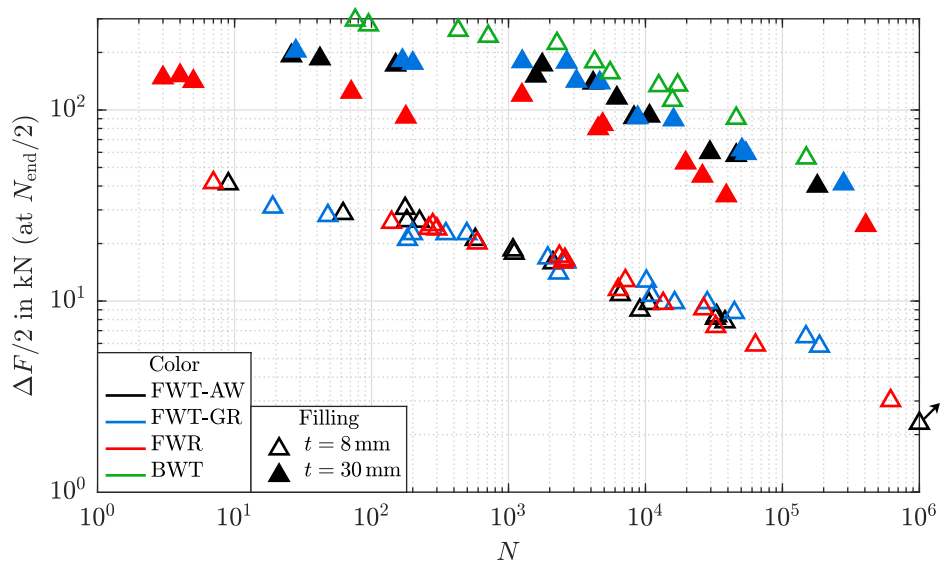 ΔF/2 in kN (at N_end/2)
10^2
10^1
10^0
Color
FWT-AW
FWT-GR
FWR
BWT
Filling
t = 8 mm
t = 30 mm
10^0 10^1 10^2 10^3 10^4 10^5 10^6
N